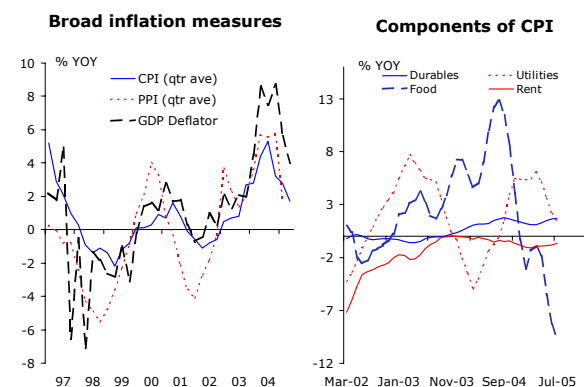 Broad inflation measures
% YOY
CPI (qtr ave)
PPI (qtr ave)
GDP Deflator
10
8
6
4
2
0
-2
-4
-6
-8
97 98 99 00 01 02 03 04
Components of CPI
% YOY
Durables Utilities
Food Rent
13
8
3
-2
-7
-12
Mar-02 Jan-03 Nov-03 Sep-04 Jul-05